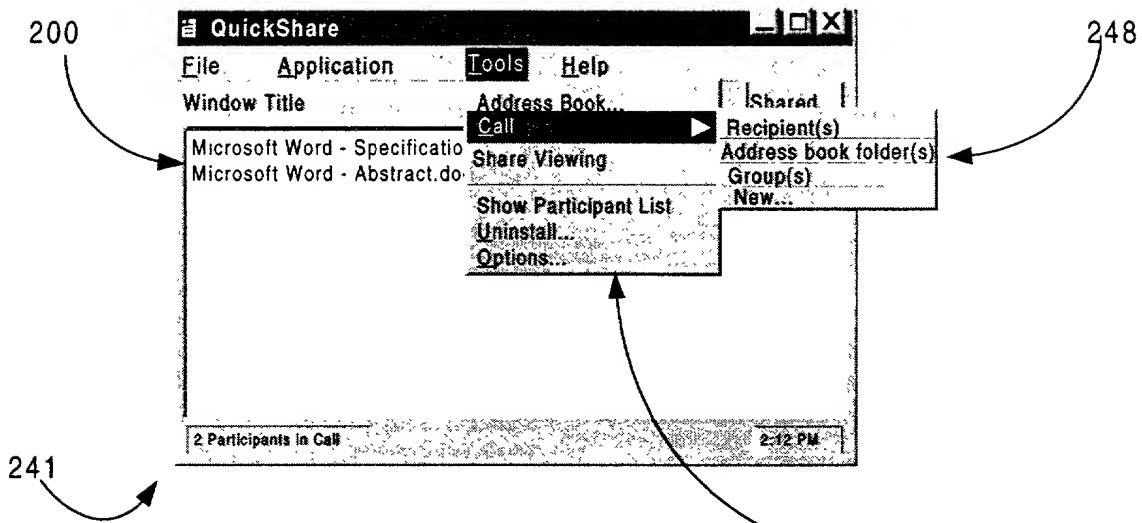 200
248
QuickShare
File Application Tools Help
Window Title Address Book... Shared
Call Recipient(s)
Microsoft Word - Specificatio
Share Viewing Address book folder(s)
Microsoft Word - Abstract.do
Group(s)
Show Participant List New...
Uninstall...
Options...
2 Participants in Call 2:12 PM
241